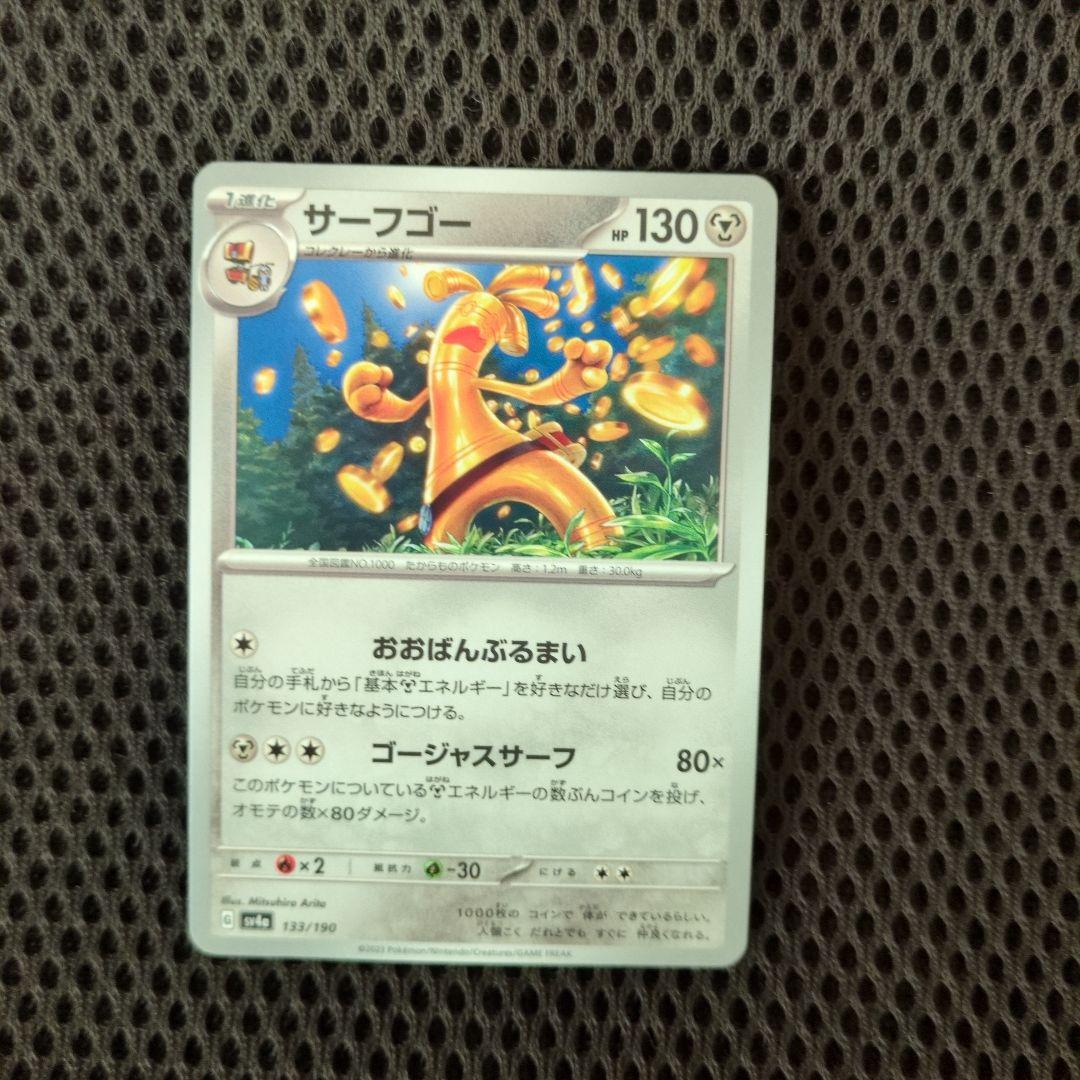 1進化
サーフゴー
HP 130
コレクレーから進化
全国図鑑NO.1000 たからものポケモン 高さ:1.2m 重さ:30.0kg
おおばんぶるまい
自分の手札から「基本エネルギー」を好きなだけ選び、自分の
ポケモンに好きなようにつける。
ゴージャスサーフ 80×
このポケモンについているエネルギーの数ぶんコインを投げ、
オモテの数×80ダメージ。
弱点 ×2 抵抗力 -30 にげる
Illus. Mitsuhiro Arita
G sv4a 133/190
1000枚の コインで 体が できているらしい。
人懐こく だれとでも すぐに 仲良くなれる。
©2023 Pokémon/Nintendo/Creatures/GAME FREAK